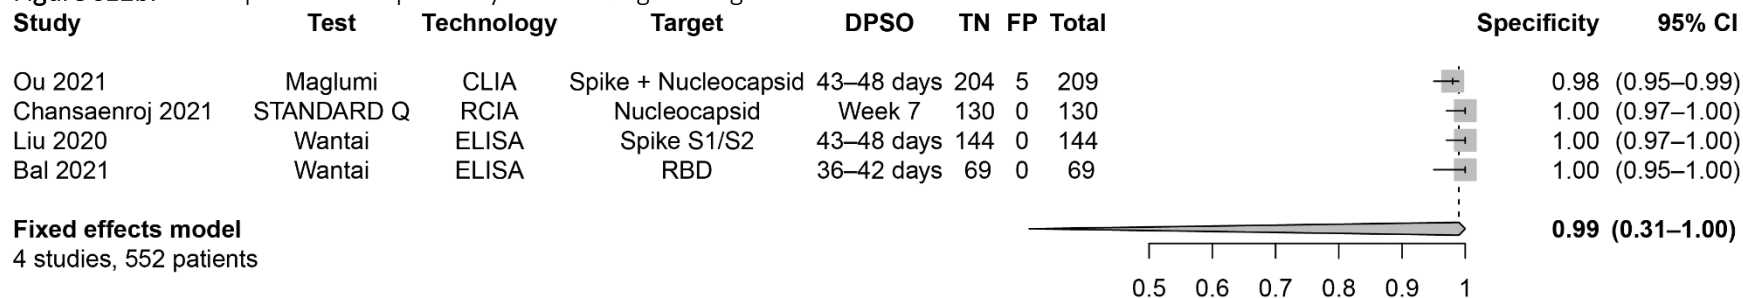 Study Test Technology Target DPSO TN FP Total Specificity 95% CI
Ou 2021 Maglumi CLIA Spike + Nucleocapsid 43–48 days 204 5 209 0.98 (0.95–0.99)
Chansaenroj 2021 STANDARD Q RCIA Nucleocapsid Week 7 130 0 130 1.00 (0.97–1.00)
Liu 2020 Wantai ELISA Spike S1/S2 43–48 days 144 0 144 1.00 (0.97–1.00)
Bal 2021 Wantai ELISA RBD 36–42 days 69 0 69 1.00 (0.95–1.00)
Fixed effects model 0.99 (0.31–1.00)
4 studies, 552 patients
0.5 0.6 0.7 0.8 0.9 1